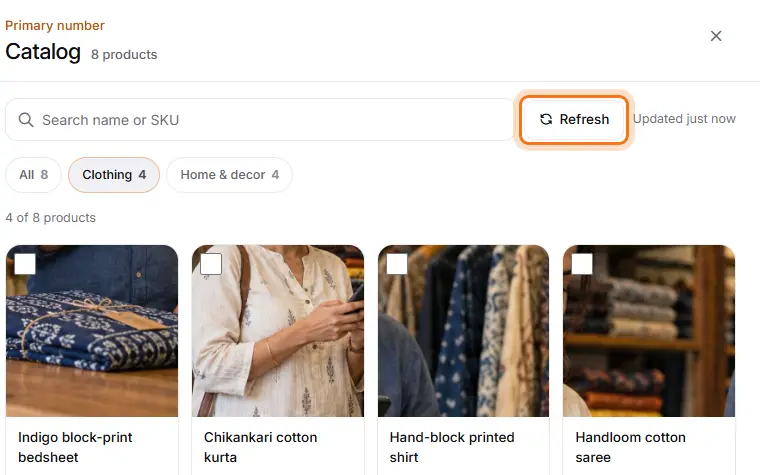 Primary number
Catalog 8 products
Search name or SKU
Refresh
Updated just now
All 8
Clothing 4
Home & decor 4
4 of 8 products
Indigo block-print
bedsheet
Chikankari cotton
kurta
Hand-block printed
shirt
Handloom cotton
saree